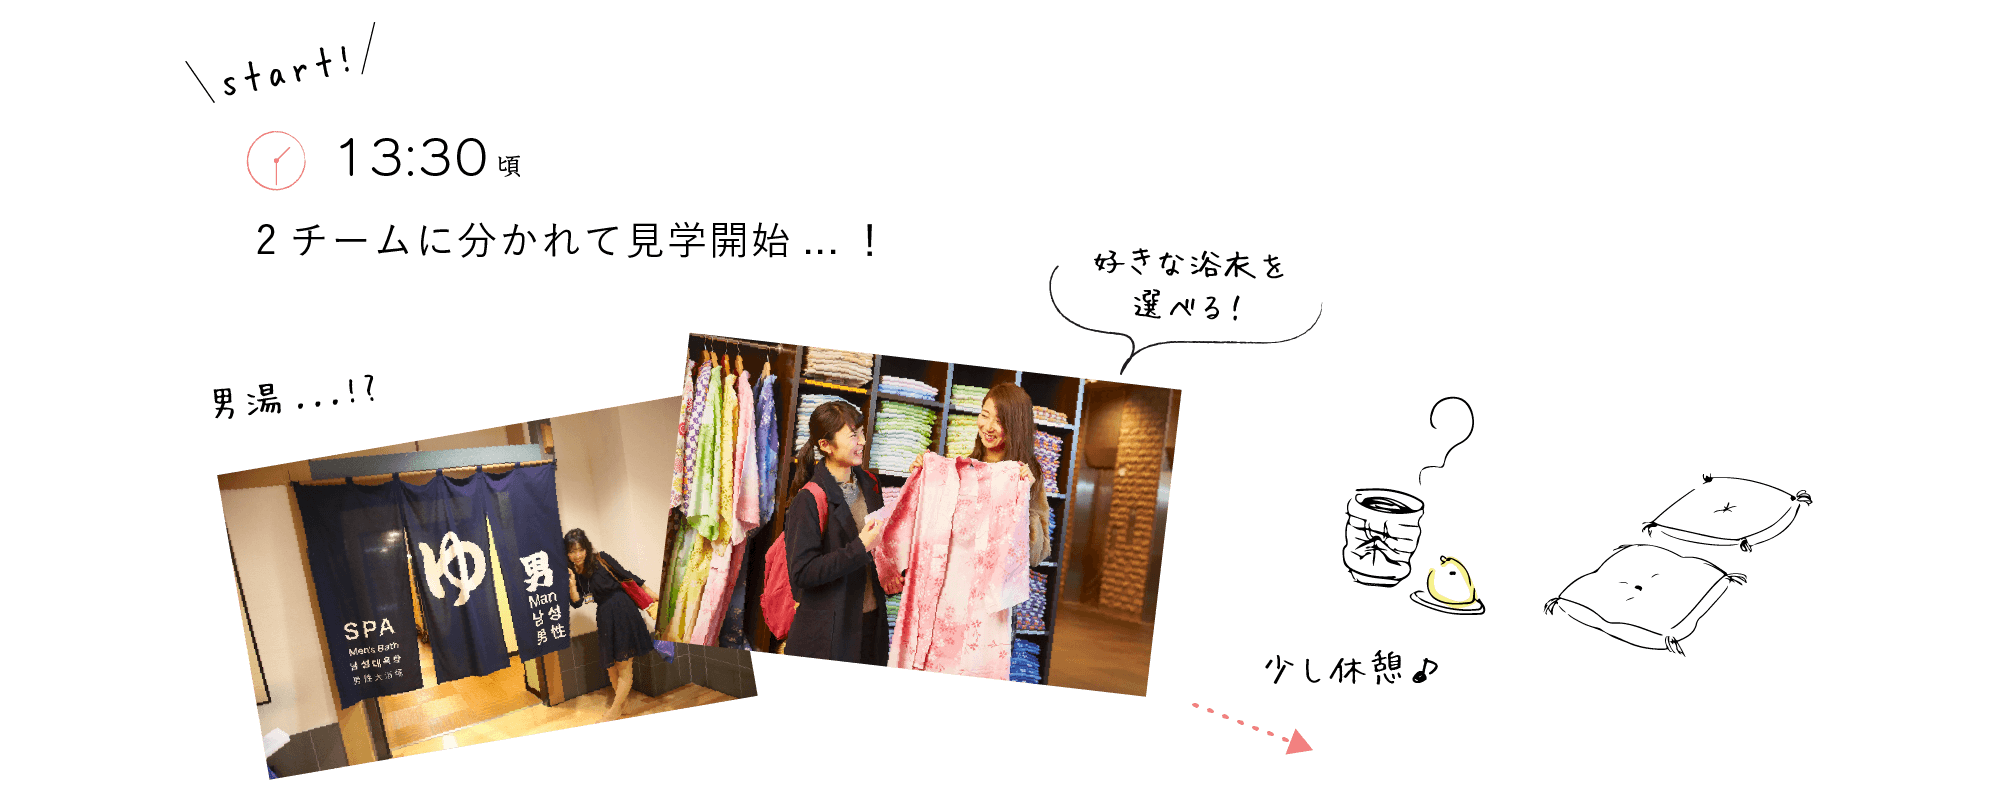 start!
13:30 頃
2チームに分かれて見学開始...！
好きな浴衣を
選べる！
男湯...!?
ゆ
男
Man
남성
男性
SPA
Men's Bath
남성대욕장
男性大浴場
茶
少し休憩♪